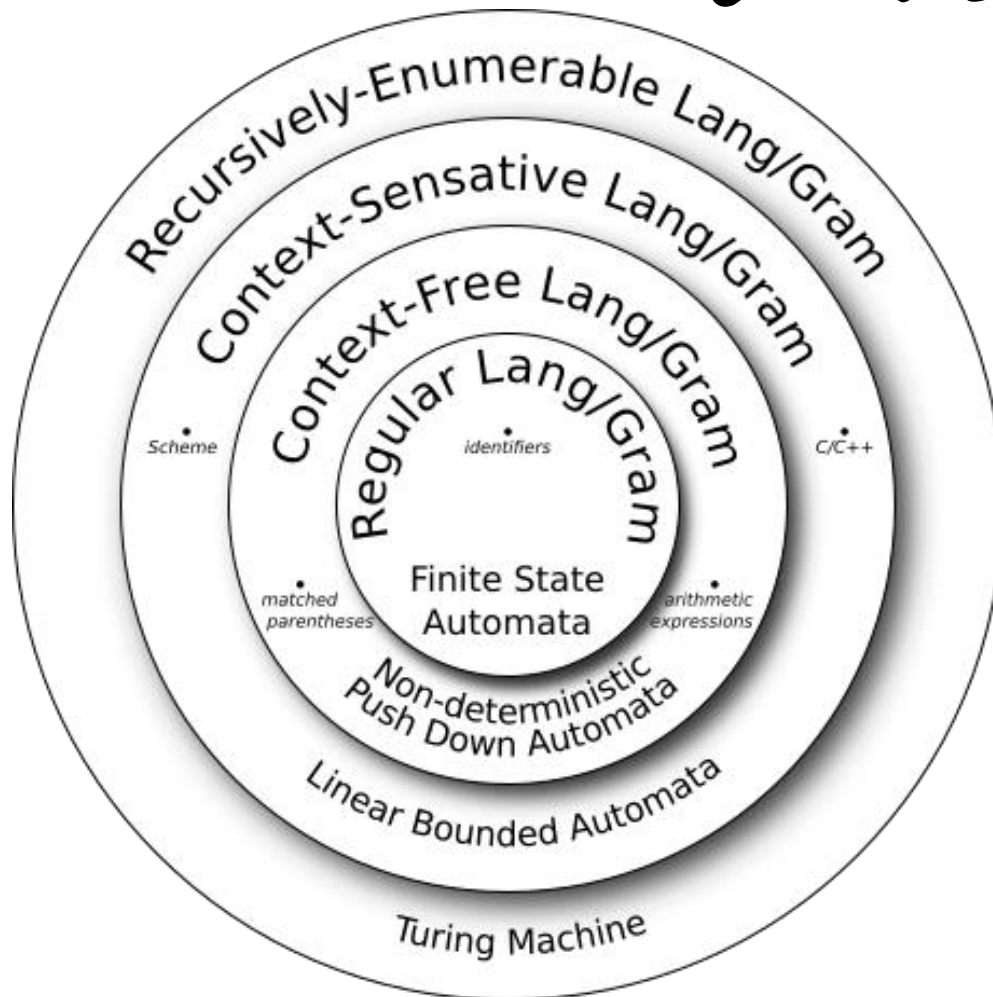 Recursively-Enumerable Lang/Gram
Context-Sensative Lang/Gram
Context-Free Lang/Gram
Regular Lang/Gram
Scheme
identifiers
C/C++
Finite State
Automata
matched
parentheses
arithmetic
expressions
Non-deterministic
Push Down Automata
Linear Bounded Automata
Turing Machine